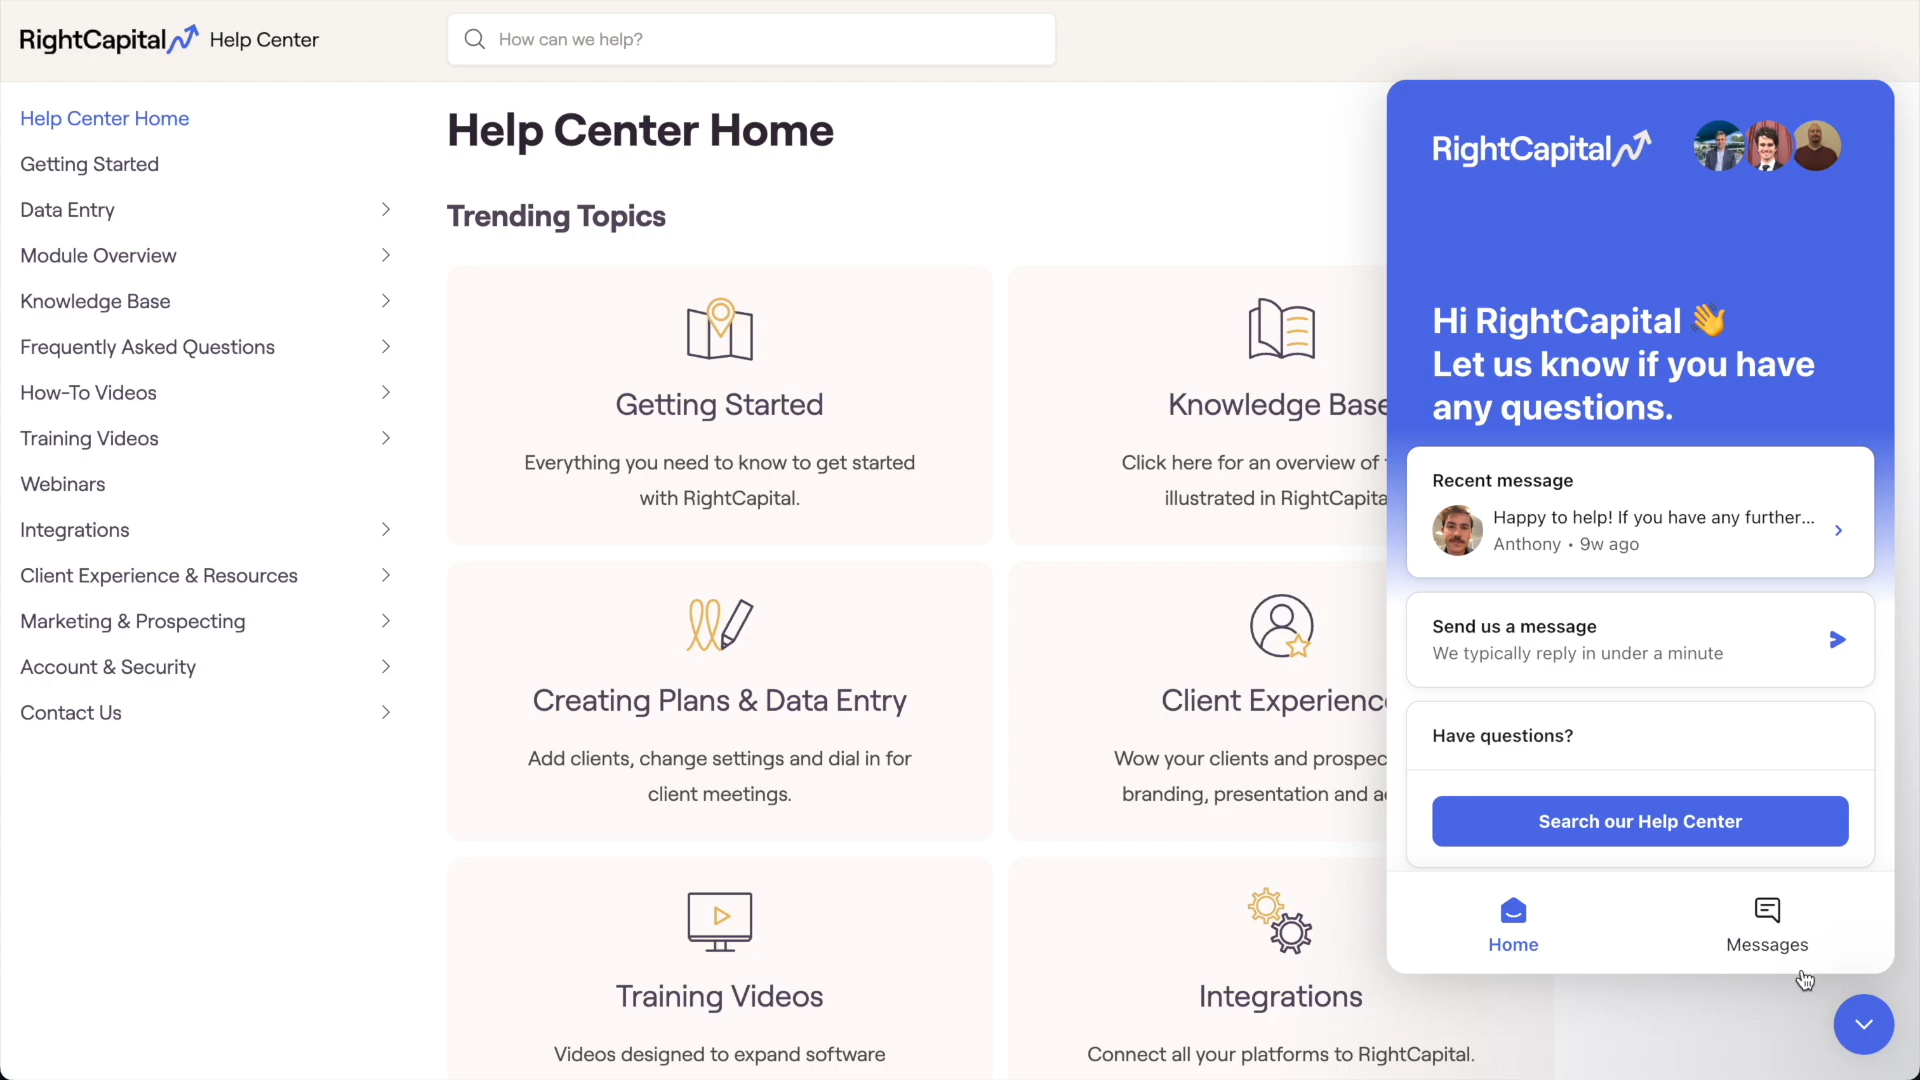 RightCapital Help Center
How can we help?
Help Center Home
Getting Started
Data Entry
Module Overview
Knowledge Base
Frequently Asked Questions
How-To Videos
Training Videos
Webinars
Integrations
Client Experience & Resources
Marketing & Prospecting
Account & Security
Contact Us
Help Center Home
Trending Topics
Getting Started
Everything you need to know to get started
with RightCapital.
Knowledge Base
Click here for an overview of
illustrated in RightCapita
Creating Plans & Data Entry
Add clients, change settings and dial in for
client meetings.
Client Experienc
Wow your clients and prospec
branding, presentation and a
Training Videos
Videos designed to expand software
Integrations
Connect all your platforms to RightCapital.
RightCapital
Hi RightCapital 👋
Let us know if you have
any questions.
Recent message
Happy to help! If you have any further...
Anthony • 9w ago
Send us a message
We typically reply in under a minute
Have questions?
Search our Help Center
Home
Messages